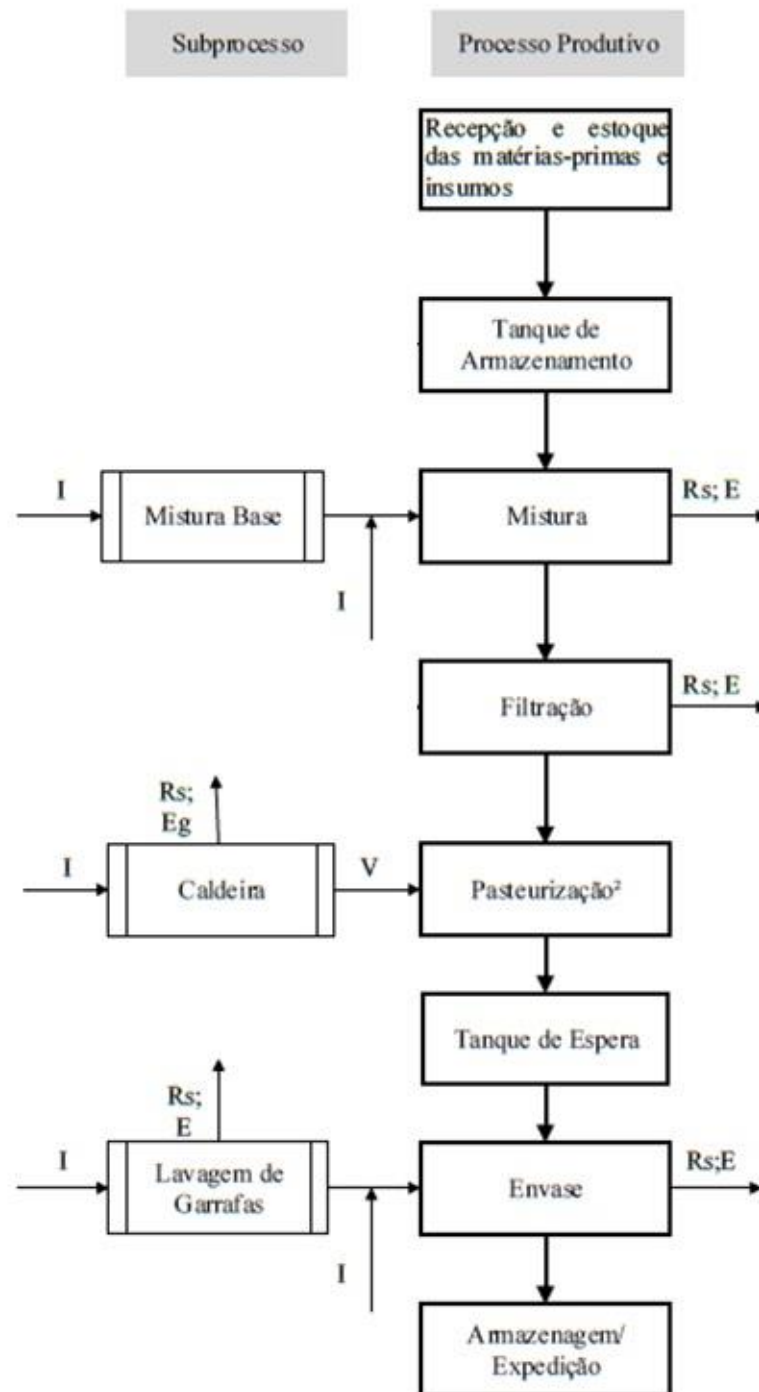 Subprocesso
Processo Produtivo
Recepção e estoque
das matérias-primas e
insumos
Tanque de
Armazenamento
I
Mistura Base
I
Mistura
Rs; E
Filtração
Rs; E
Rs;
Eg
I
Caldeira
V
Pasteurização²
Tanque de Espera
Rs;
E
I
Lavagem de
Garrafas
I
Envase
Rs;E
Armazenagem/
Expedição